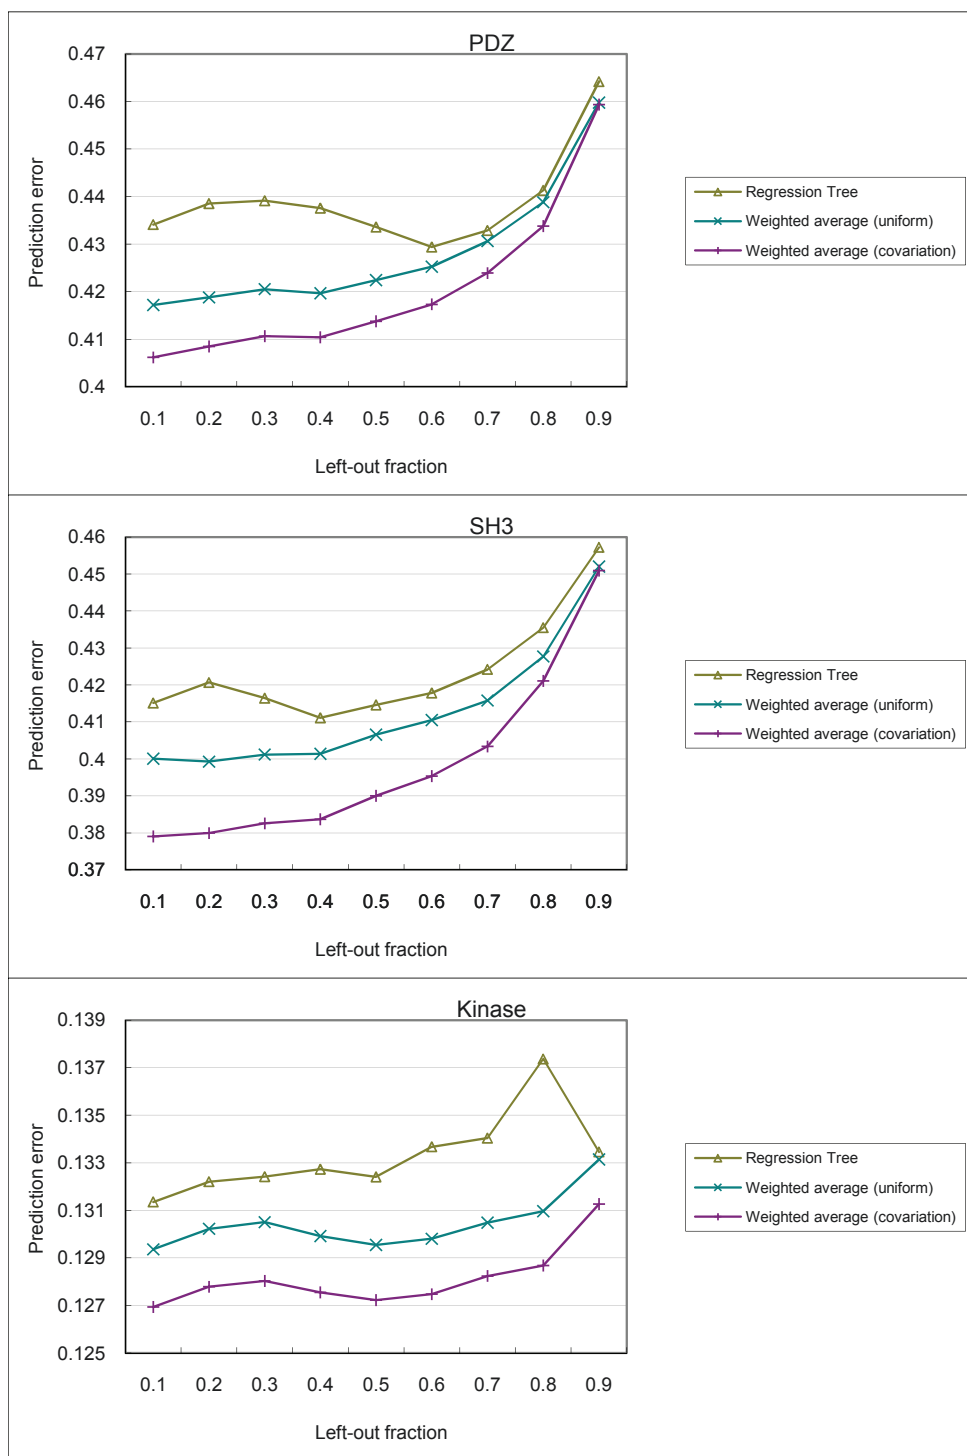 PDZ
0.47
0.46
0.45
0.44
0.43
0.42
0.41
0.4
Prediction error
0.1 0.2 0.3 0.4 0.5 0.6 0.7 0.8 0.9
Left-out fraction
Regression Tree
Weighted average (uniform)
Weighted average (covariation)
SH3
0.46
0.45
0.44
0.43
0.42
0.41
0.4
0.39
0.38
0.37
Prediction error
0.1 0.2 0.3 0.4 0.5 0.6 0.7 0.8 0.9
Left-out fraction
Regression Tree
Weighted average (uniform)
Weighted average (covariation)
Kinase
0.139
0.137
0.135
0.133
0.131
0.129
0.127
0.125
Prediction error
0.1 0.2 0.3 0.4 0.5 0.6 0.7 0.8 0.9
Left-out fraction
Regression Tree
Weighted average (uniform)
Weighted average (covariation)